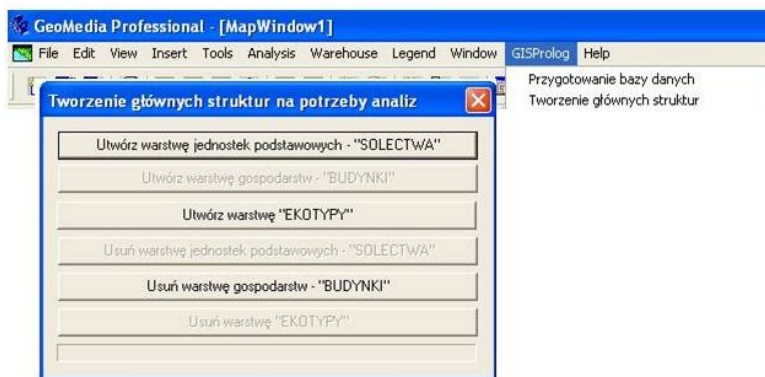 GeoMedia Professional - [MapWindow1]
File Edit View Insert Tools Analysis Warehouse Legend Window GISProlog Help
Przygotowanie bazy danych
Tworzenie głównych struktur
Tworzenie głównych struktur na potrzeby analiz
Utwórz warstwę jednostek podstawowych - "SOLECTWA"
Utwórz warstwę gospodarstw - "BUDYNKI"
Utwórz warstwę "EKOTYPY"
Usuń warstwę jednostek podstawowych - "SOLECTWA"
Usuń warstwę gospodarstw - "BUDYNKI"
Usuń warstwę "EKOTYPY"